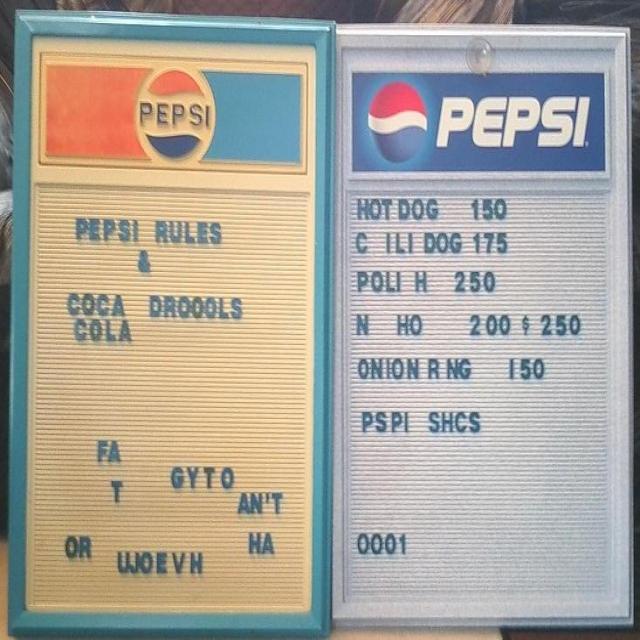 PEPSI
PEPSI RULES
&
COCA DROOOLS
COLA
FA
T
GYTO
AN'T
OR
UJOEVH
HA
PEPSI
HOT DOG 150
C ILI DOG 175
POLI H 250
N HO 200 $ 250
ONION R NG 150
PSPI SHCS
0001